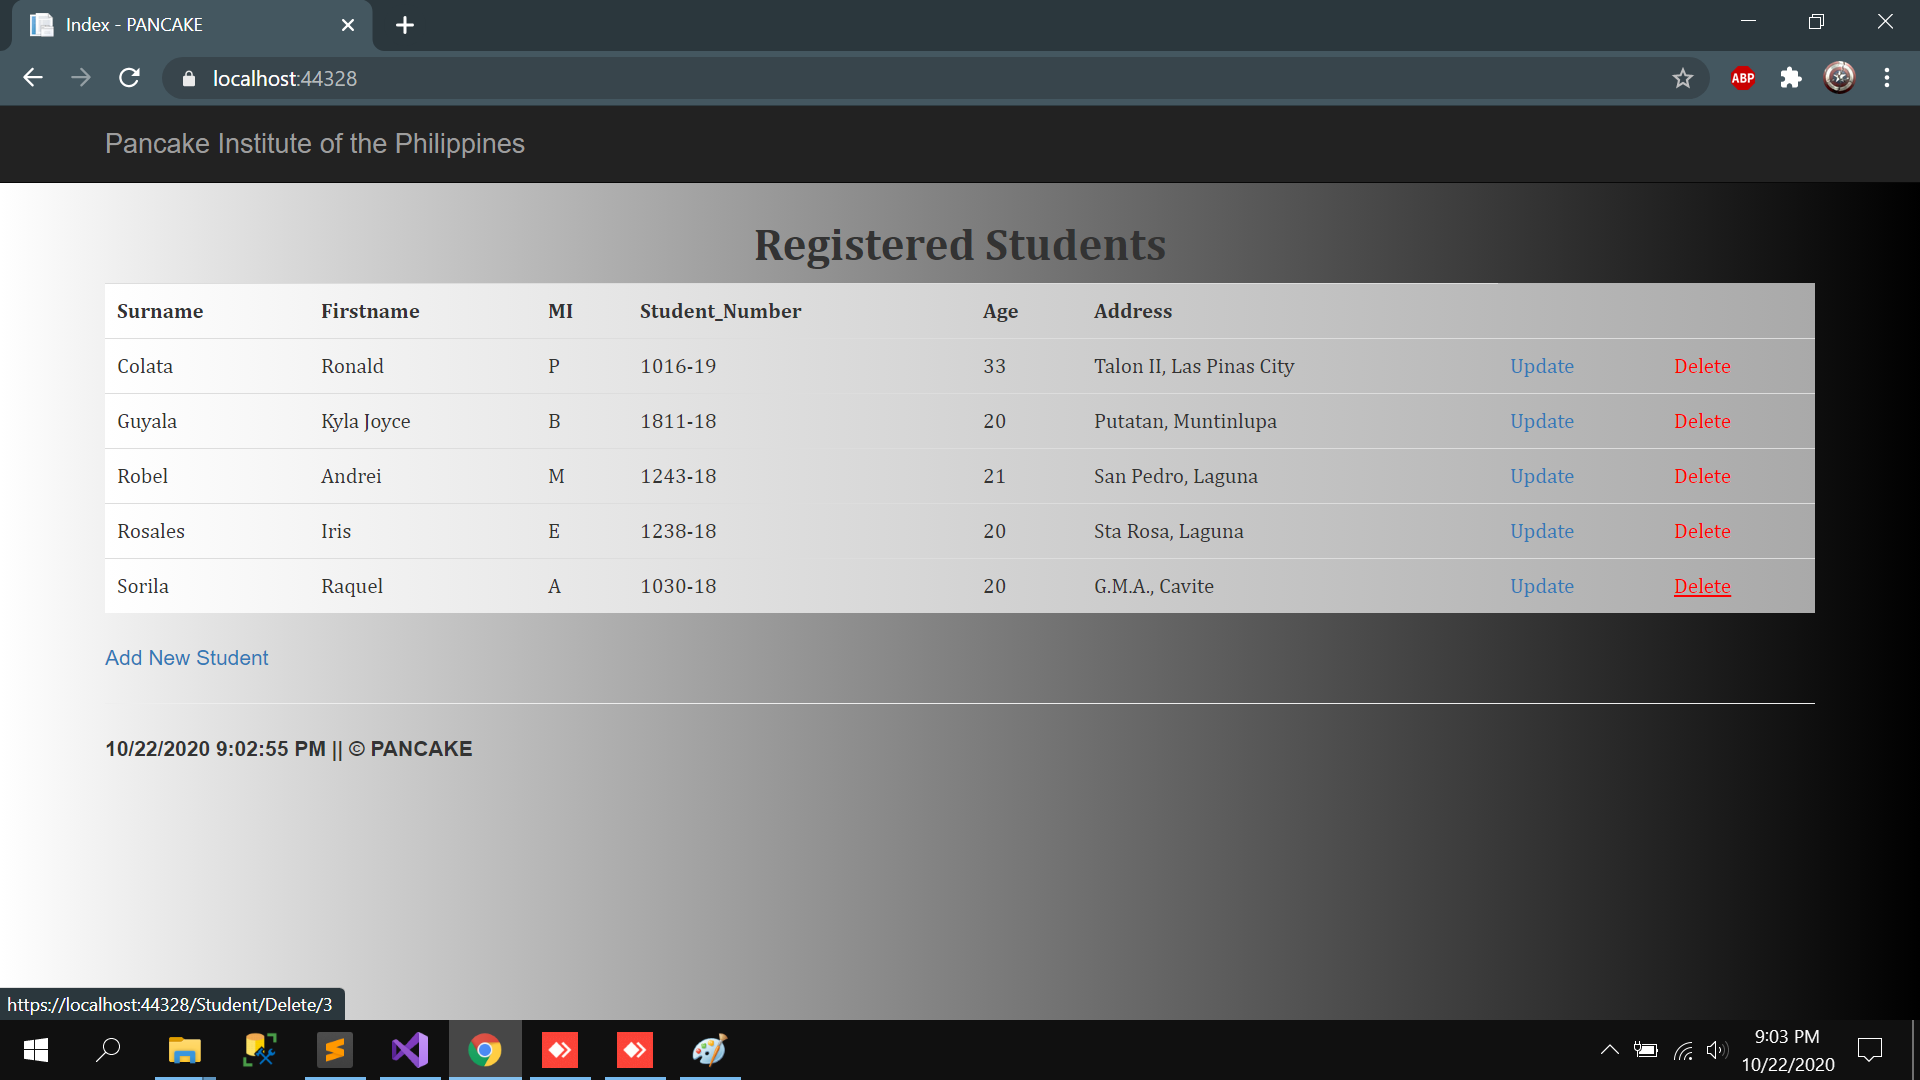 Index - PANCAKE
localhost:44328
ABP
Pancake Institute of the Philippines
Registered Students
Surname Firstname MI Student_Number Age Address
Colata Ronald P 1016-19 33 Talon II, Las Pinas City Update Delete
Guyala Kyla Joyce B 1811-18 20 Putatan, Muntinlupa Update Delete
Robel Andrei M 1243-18 21 San Pedro, Laguna Update Delete
Rosales Iris E 1238-18 20 Sta Rosa, Laguna Update Delete
Sorila Raquel A 1030-18 20 G.M.A., Cavite Update Delete
Add New Student
10/22/2020 9:02:55 PM || © PANCAKE
https://localhost:44328/Student/Delete/3
9:03 PM
10/22/2020